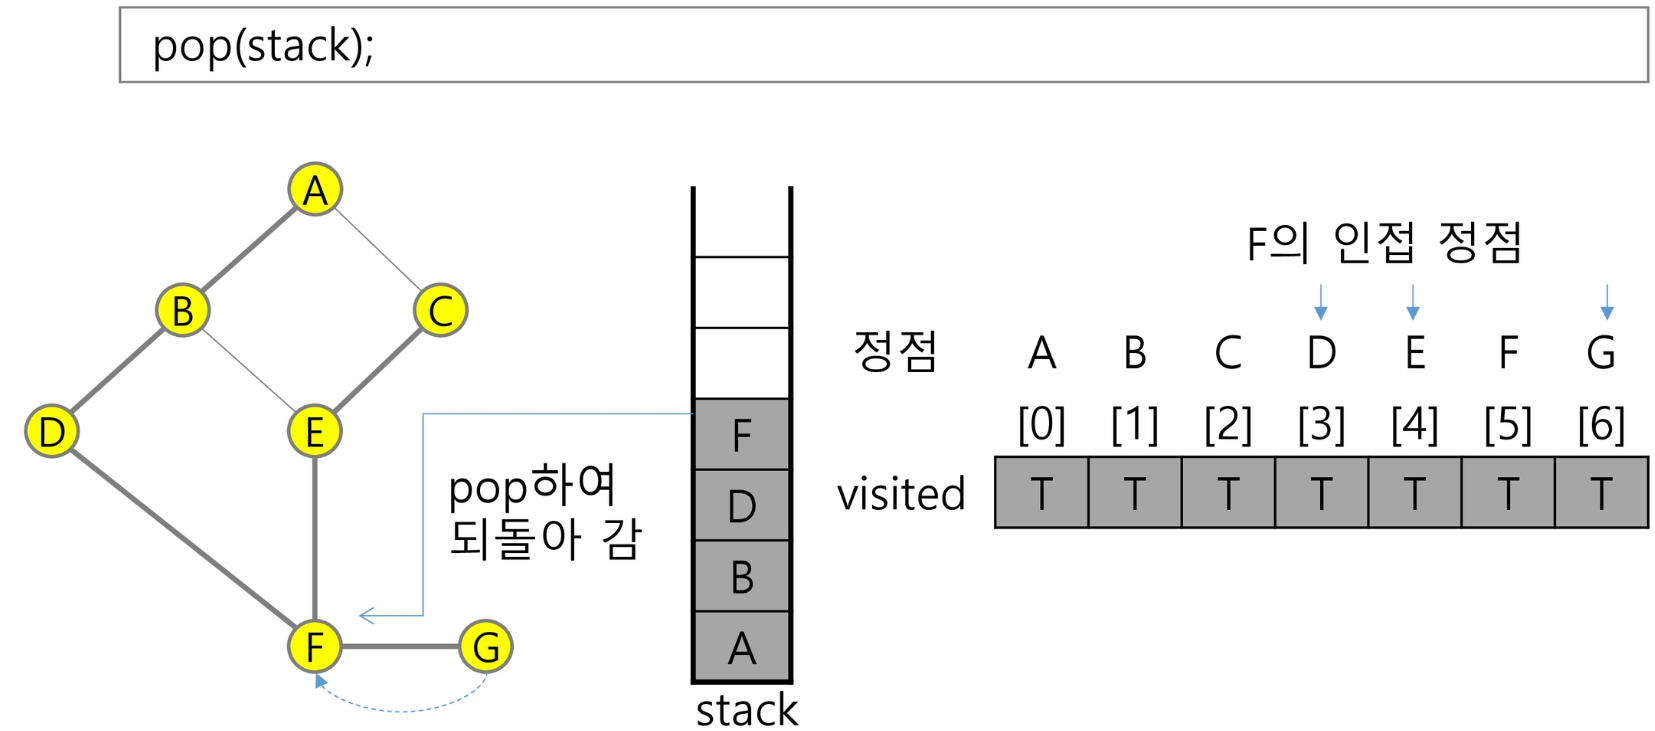 pop(stack);
A
B
C
D
E
F
G
pop하여
되돌아 감
F
D
B
A
stack
F의 인접 정점
정점 A B C D E F G
[0] [1] [2] [3] [4] [5] [6]
visited T T T T T T T